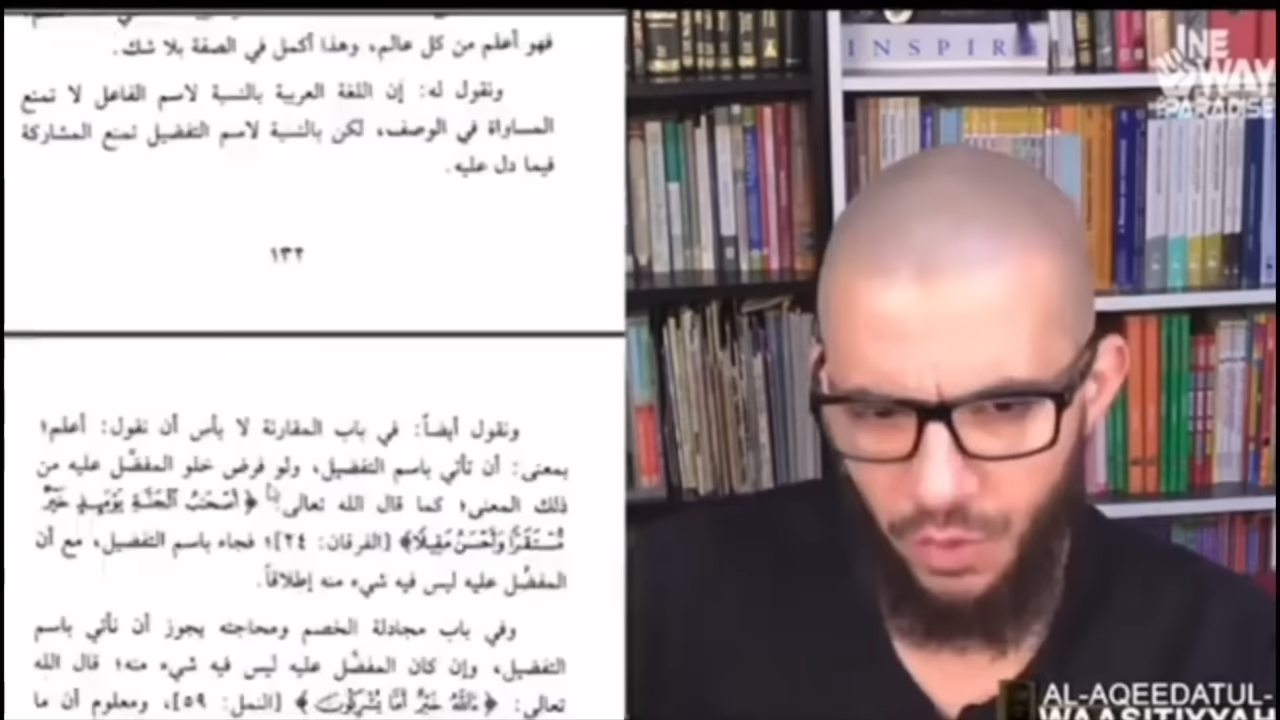 فهو أعلم من كل عالم، وهذا أكمل في الصفة بلا شك.
ونقول له: إن اللغة العربية بالنسبة لاسم الفاعل لا تمنع
المساواة في الوصف، لكن بالنسبة لاسم التفضيل تمنع المشاركة
فيما دل عليه.
١٣٢
ونقول أيضاً: في باب المقارنة لا بأس أن نقول: أعلم؛
بمعنى: أن تأتي باسم التفضيل، ولو فرض خلو المفضَّل عليه من
ذلك المعنى؛ كما قال الله تعالى: ﴿أَصْحَٰبُ ٱلْجَنَّةِ يَوْمَئِذٍ خَيْرٌ
مُّسْتَقَرًّا وَأَحْسَنُ مَقِيلًا﴾ [الفرقان: ٢٤]؛ فجاء باسم التفضيل، مع أن
المفضَّل عليه ليس فيه شيء منه إطلاقاً.
وفي باب مجادلة الخصم ومحاجته يجوز أن نأتي باسم
التفضيل، وإن كان المفضَّل عليه ليس فيه شيء منه؛ قال الله
تعالى: ﴿ءَآللَّهُ خَيْرٌ أَمَّا يُشْرِكُونَ﴾ [النمل: ٥٩]، ومعلوم أن ما
INSPIRE
ONE
WAY
PARADISE
AL-AQEEDATUL-
WAASITIYYAH